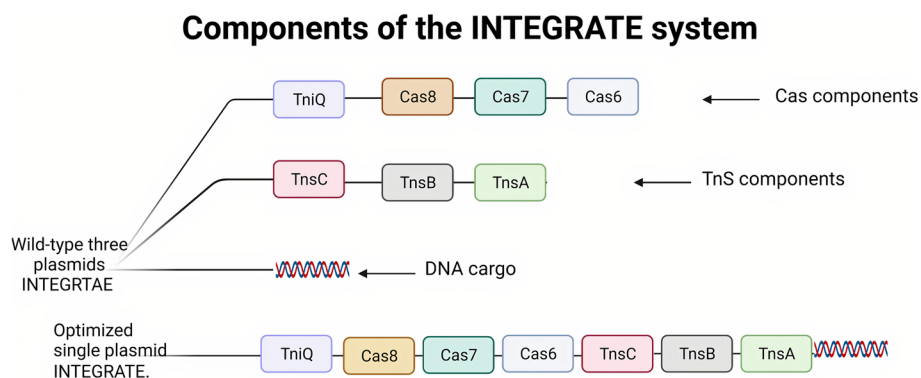 Components of the INTEGRATE system
TniQ Cas8 Cas7 Cas6 Cas components
TnsC TnsB TnsA TnS components
Wild-type three
plasmids
INTEGRTAE
DNA cargo
Optimized
single plasmid
INTEGRATE.
TniQ Cas8 Cas7 Cas6 TnsC TnsB TnsA